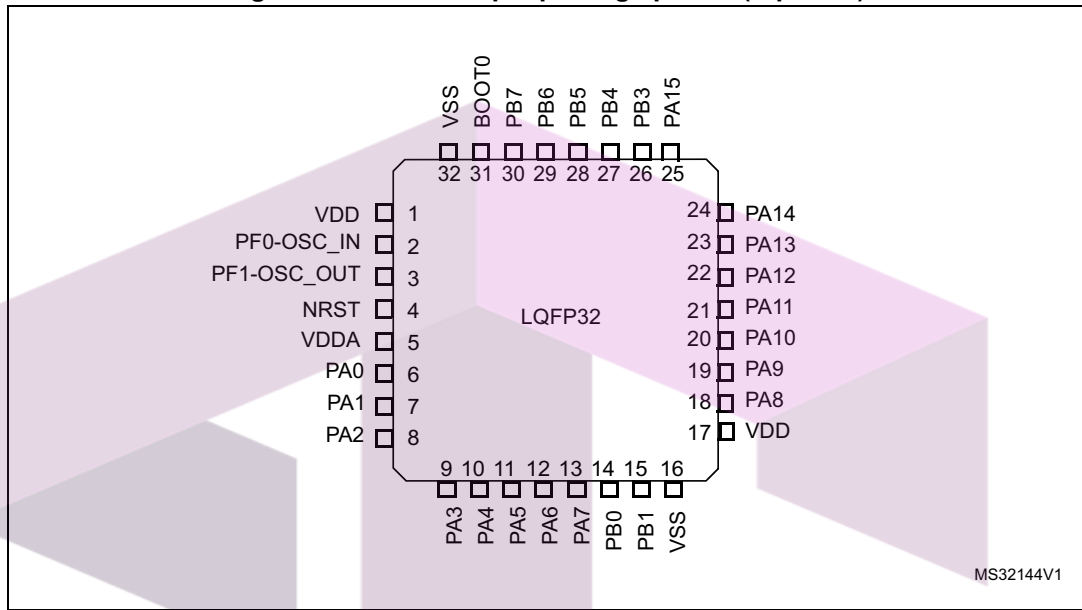 VSS
BOOT0
PB7
PB6
PB5
PB4
PB3
PA15
32 31 30 29 28 27 26 25
VDD 1
PF0-OSC_IN 2
PF1-OSC_OUT 3
NRST 4
VDDA 5
PA0 6
PA1 7
PA2 8
LQFP32
24 PA14
23 PA13
22 PA12
21 PA11
20 PA10
19 PA9
18 PA8
17 VDD
9 10 11 12 13 14 15 16
PA3
PA4
PA5
PA6
PA7
PB0
PB1
VSS
MS32144V1